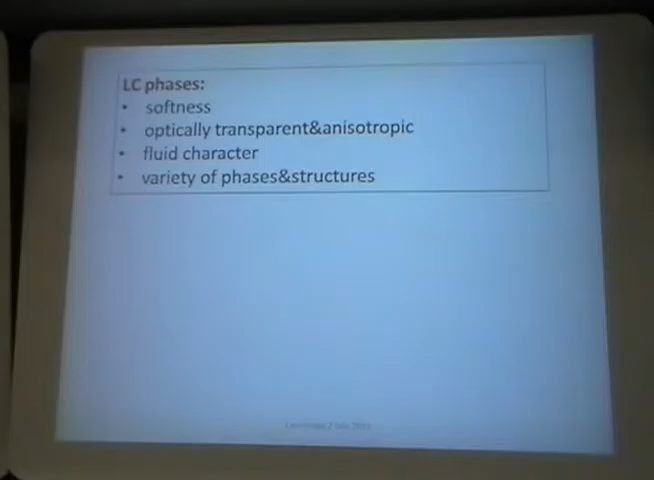 LC phases:
• softness
• optically transparent&anisotropic
• fluid character
• variety of phases&structures